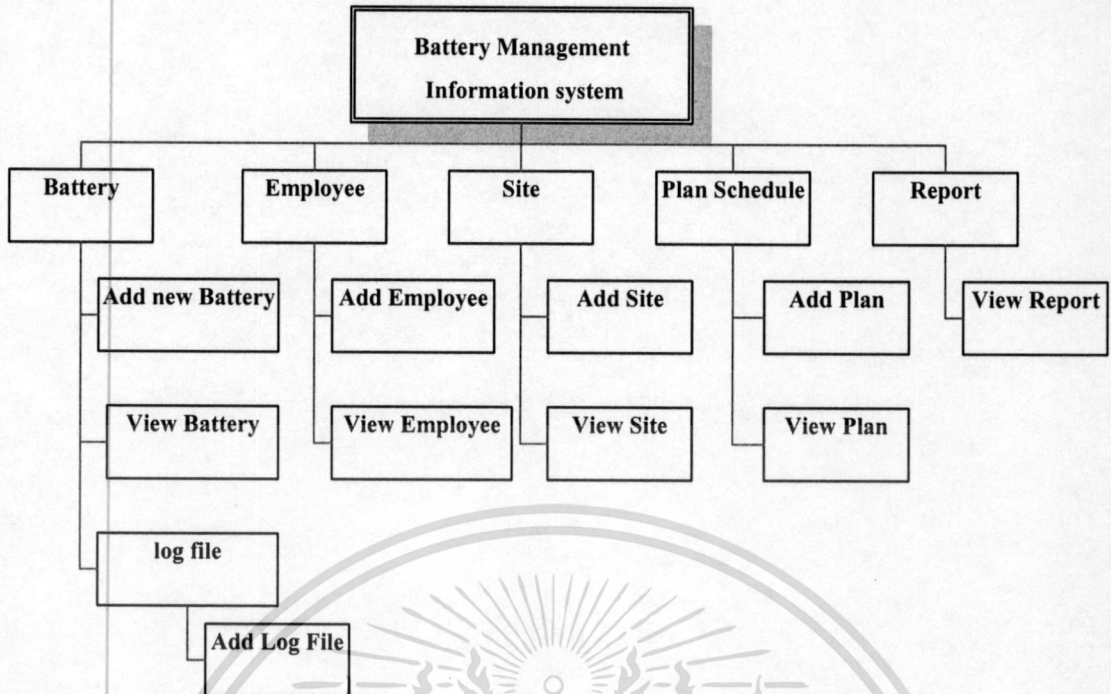 Battery Management
Information system
Battery
Employee
Site
Plan Schedule
Report
Add new Battery
Add Employee
Add Site
Add Plan
View Report
View Battery
View Employee
View Site
View Plan
log file
Add Log File